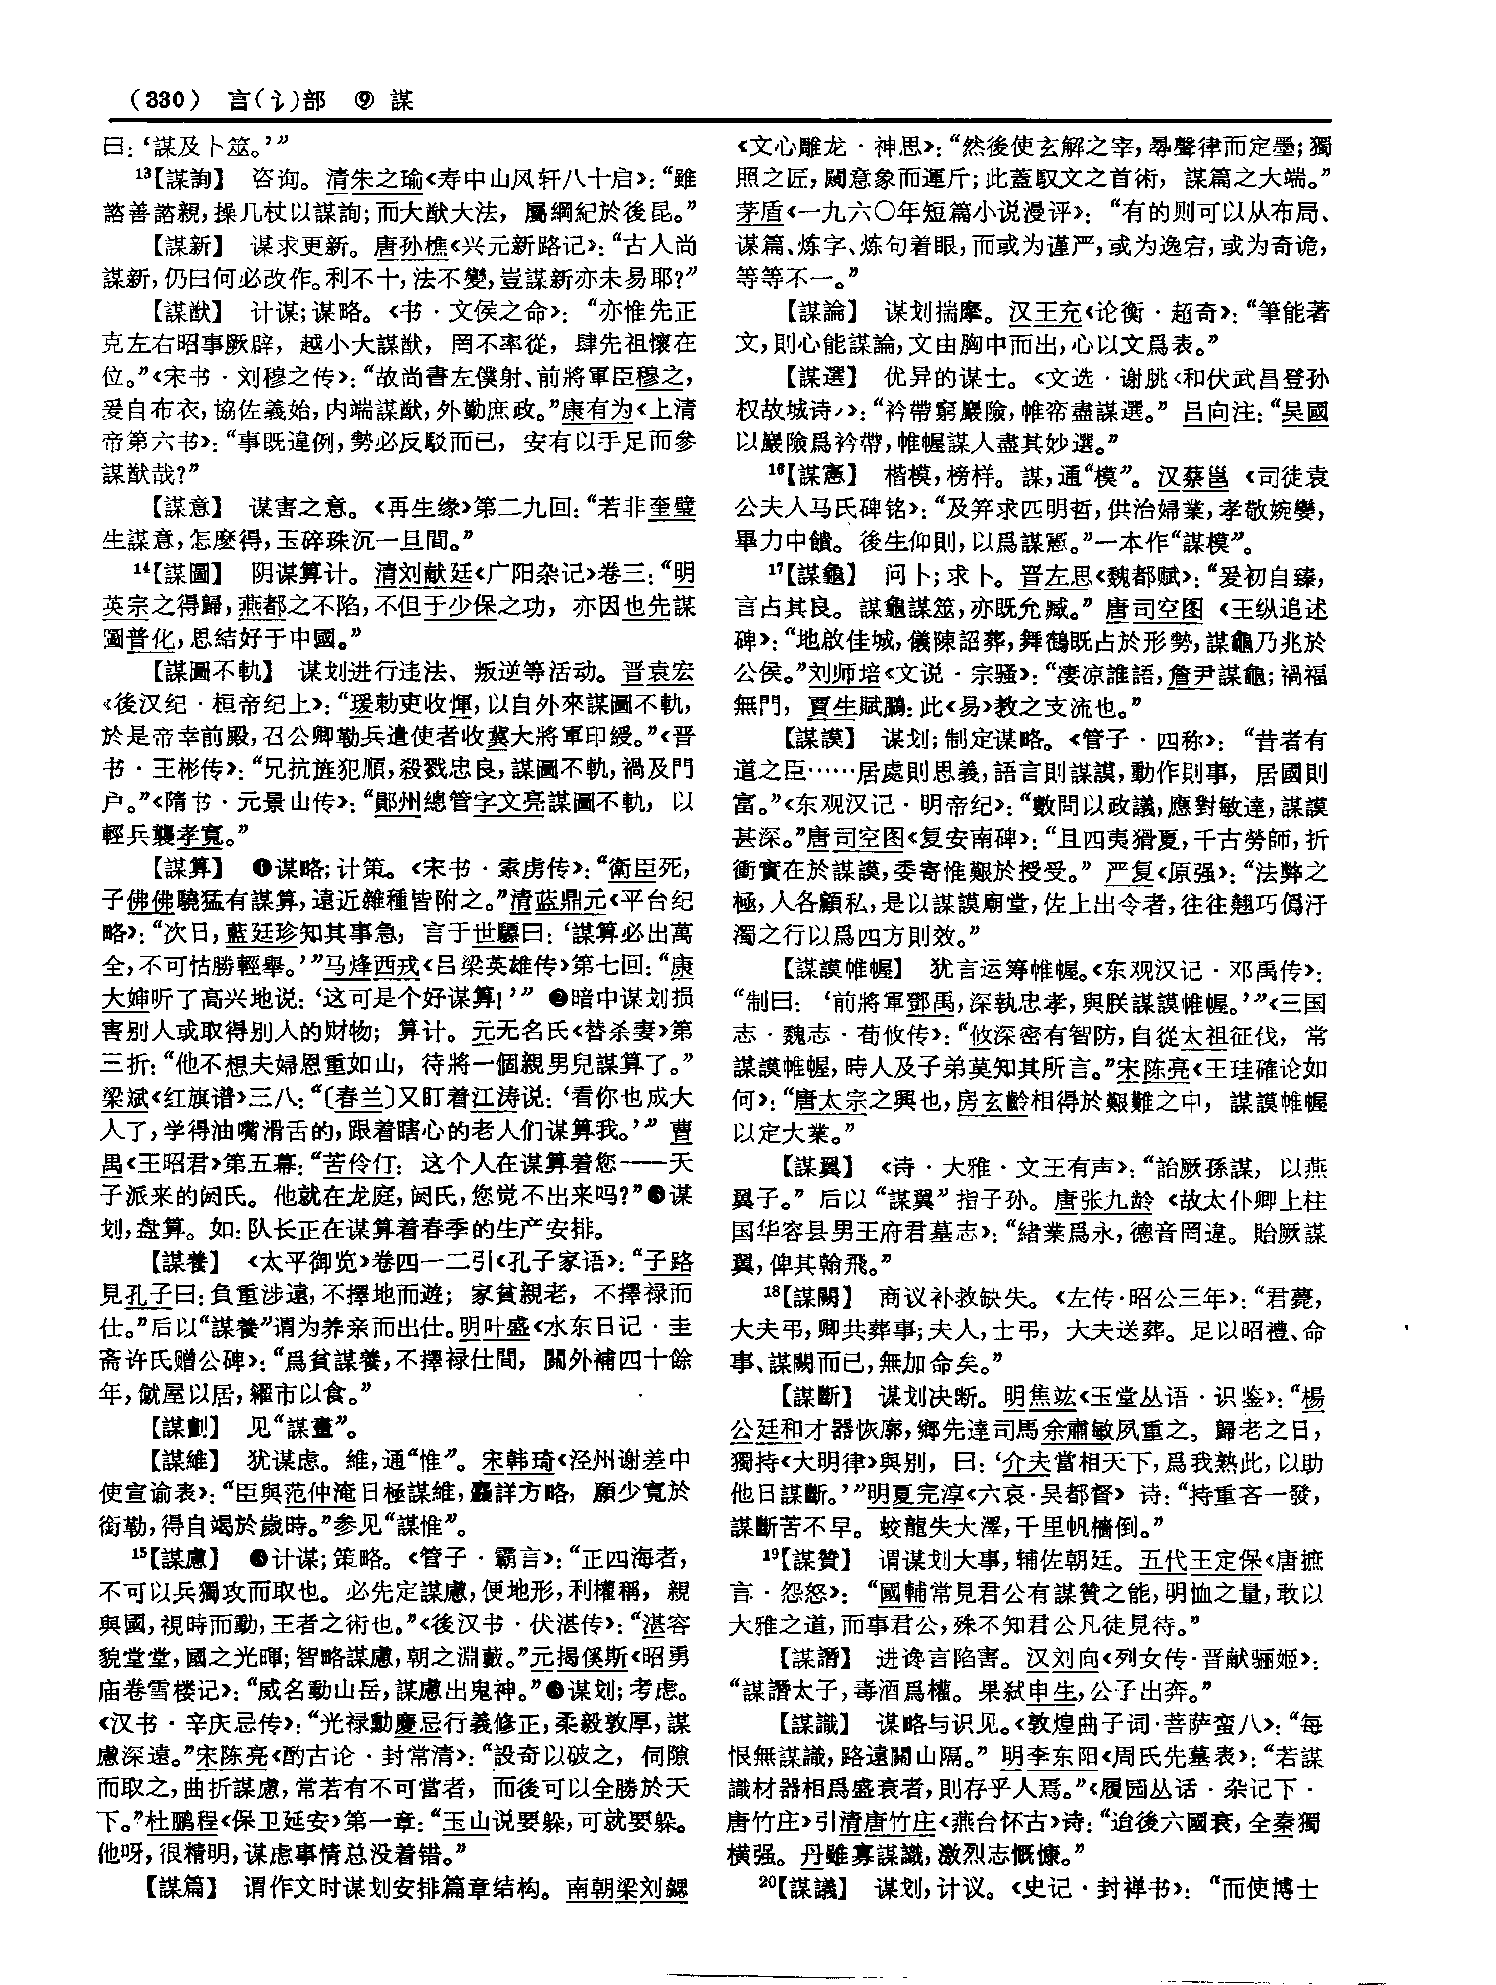 （330） 言(讠)部 ⑨ 謀
曰：‘謀及卜筮。’”
13【謀詢】 咨询。清朱之瑜《寿中山风轩八十启》：“雖
諮善諮親，操几杖以謀詢；而大猷大法，屬綱紀於後昆。”
【謀新】 谋求更新。唐孙樵《兴元新路记》：“古人尚
謀新，仍曰何必改作。利不十，法不變，豈謀新亦未易耶？”
【謀猷】 计谋；谋略。《书·文侯之命》：“亦惟先正
克左右昭事厥辟，越小大謀猷，罔不率從，肆先祖懷在
位。”《宋书·刘穆之传》：“故尚書左僕射、前將軍臣穆之，
爰自布衣，協佐義始，内端謀猷，外勤庶政。”康有为《上清
帝第六书》：“事既違例，勢必反駁而已，安有以手足而參
謀猷哉？”
【謀意】 谋害之意。《再生缘》第二九回：“若非奎璧
生謀意，怎麼得，玉碎珠沉一旦間。”
14【謀圖】 阴谋算计。清刘献廷《广阳杂记》卷三：“明
英宗之得歸，燕都之不陷，不但于少保之功，亦因也先謀
圖普化，思結好于中國。”
【謀圖不軌】 谋划进行违法、叛逆等活动。晋袁宏
《後汉纪·桓帝纪上》：“瑗勑吏收惲，以自外來謀圖不軌，
於是帝幸前殿，召公卿勒兵遣使者收冀大將軍印綬。”《晋
书·王彬传》：“兄抗旌犯順，殺戮忠良，謀圖不軌，禍及門
户。”《隋书·元景山传》：“鄖州總管宇文亮謀圖不軌，以
輕兵襲孝寬。”
【謀算】 ❶谋略；计策。《宋书·索虏传》：“衛臣死，
子佛佛驍猛有謀算，遠近雜種皆附之。”清蓝鼎元《平台纪
略》：“次日，藍廷珍知其事急，言于世驃曰：‘謀算必出萬
全，不可怙勝輕舉。’”马烽西戎《吕梁英雄传》第七回：“康
大婶听了高兴地说：‘这可是个好谋算！’” ❷暗中谋划损
害别人或取得别人的财物；算计。元无名氏《替杀妻》第
三折：“他不想夫婦恩重如山，待將一個親男兒謀算了。”
梁斌《红旗谱》三八：“〔春兰〕又盯着江涛说：‘看你也成大
人了，学得油嘴滑舌的，跟着瞎心的老人们谋算我。’” 曹
禺《王昭君》第五幕：“苦伶仃：这个人在谋算着您——天
子派来的阏氏。他就在龙庭，阏氏，您觉不出来吗？”❸谋
划，盘算。如：队长正在谋算着春季的生产安排。
【謀養】 《太平御览》卷四一二引《孔子家语》：“子路
見孔子曰：負重涉遠，不擇地而遊；家貧親老，不擇禄而
仕。”后以“謀養”谓为养亲而出仕。明叶盛《水东日记·圭
斋许氏赠公碑》：“爲貧謀養，不擇禄仕間，關外補四十餘
年，僦屋以居，糴市以食。”
【謀劃】 见“謀畫”。
【謀維】 犹谋虑。維，通“惟”。宋韩琦《泾州谢差中
使宣谕表》：“臣與范仲淹日極謀維，麤詳方略，願少寬於
銜勒，得自竭於歲時。”参见“謀惟”。
15【謀慮】 ❶计谋；策略。《管子·霸言》：“正四海者，
不可以兵獨攻而取也。必先定謀慮，便地形，利權稱，親
與國，視時而動，王者之術也。”《後汉书·伏湛传》：“湛容
貌堂堂，國之光暉；智略謀慮，朝之淵藪。”元揭傒斯《昭勇
庙卷雪楼记》：“威名動山岳，謀慮出鬼神。”❷谋划；考虑。
《汉书·辛庆忌传》：“光禄勳慶忌行義修正，柔毅敦厚，謀
慮深遠。”宋陈亮《酌古论·封常清》：“設奇以破之，伺隙
而取之，曲折謀慮，常若有不可當者，而後可以全勝於天
下。”杜鹏程《保卫延安》第一章：“玉山说要躲，可就要躲。
他呀，很精明，谋虑事情总没着错。”
【謀篇】 谓作文时谋划安排篇章结构。南朝梁刘勰
《文心雕龙·神思》：“然後使玄解之宰，尋聲律而定墨；獨
照之匠，闚意象而運斤；此蓋馭文之首術，謀篇之大端。”
茅盾《一九六〇年短篇小说漫评》：“有的则可以从布局、
谋篇、炼字、炼句着眼，而或为谨严，或为逸宕，或为奇诡，
等等不一。”
【謀論】 谋划揣摩。汉王充《论衡·超奇》：“筆能著
文，則心能謀論，文由胸中而出，心以文爲表。”
【謀選】 优异的谋士。《文选·谢朓〈和伏武昌登孙
权故城诗〉》：“衿帶窮巖險，帷帟盡謀選。” 吕向注：“吴國
以巖險爲衿帶，帷幄謀人盡其妙選。”
16【謀憲】 楷模，榜样。謀，通“模”。汉蔡邕《司徒袁
公夫人马氏碑铭》：“及笄求匹明哲，供治婦業，孝敬婉孌，
畢力中饋。後生仰則，以爲謀憲。”一本作“謀模”。
17【謀龜】 问卜；求卜。晋左思《魏都赋》：“爰初自臻，
言占其良。謀龜謀筮，亦既允臧。” 唐司空图《王纵追述
碑》：“地啟佳城，儀陳詔葬，舞鶴既占於形勢，謀龜乃兆於
公侯。”刘师培《文说·宗骚》：“凄凉誰語，詹尹謀龜；禍福
無門，賈生賦鵩：此《易》教之支流也。”
【謀謨】 谋划；制定谋略。《管子·四称》：“昔者有
道之臣……居處則思義，語言則謀謨，動作則事，居國則
富。”《东观汉记·明帝纪》：“數問以政議，應對敏達，謀謨
甚深。”唐司空图《复安南碑》：“且四夷猾夏，千古勞師，折
衝實在於謀謨，委寄惟艱於授受。” 严复《原强》：“法弊之
極，人各顧私，是以謀謨廟堂，佐上出令者，往往翹巧僞汙
濁之行以爲四方則效。”
【謀謨帷幄】 犹言运筹帷幄。《东观汉记·邓禹传》：
“制曰：‘前將軍鄧禹，深執忠孝，與朕謀謨帷幄。’”《三国
志·魏志·荀攸传》：“攸深密有智防，自從太祖征伐，常
謀謨帷幄，時人及子弟莫知其所言。”宋陈亮《王珪確论如
何》：“唐太宗之興也，房玄齡相得於艱難之中，謀謨帷幄
以定大業。”
【謀翼】 《诗·大雅·文王有声》：“詒厥孫謀，以燕
翼子。” 后以“謀翼”指子孙。唐张九龄《故太仆卿上柱
国华容县男王府君墓志》：“緒業爲永，德音罔違。貽厥謀
翼，俾其翰飛。”
18【謀闕】 商议补救缺失。《左传·昭公三年》：“君薨，
大夫弔，卿共葬事；夫人，士弔，大夫送葬。足以昭禮、命
事、謀闕而已，無加命矣。”
【謀斷】 谋划决断。明焦竑《玉堂丛语·识鉴》：“楊
公廷和才器恢廓，鄉先達司馬余肅敏夙重之。歸老之日，
獨持《大明律》與别，曰：‘介夫當相天下，爲我熟此，以助
他日謀斷。’”明夏完淳《六哀·吴都督》诗：“持重吝一發，
謀斷苦不早。蛟龍失大澤，千里帆檣倒。”
19【謀贊】 谓谋划大事，辅佐朝廷。五代王定保《唐摭
言·怨怒》：“國輔常見君公有謀贊之能，明恤之量，敢以
大雅之道，而事君公，殊不知君公凡徒見待。”
【謀譖】 进谗言陷害。汉刘向《列女传·晋献骊姬》：
“謀譖太子，毒酒爲權。果弑申生，公子出奔。”
【謀識】 谋略与识见。《敦煌曲子词·菩萨蛮八》：“每
恨無謀識，路遠關山隔。” 明李东阳《周氏先墓表》：“若謀
識材器相爲盛衰者，則存乎人焉。”《履园丛话·杂记下·
唐竹庄》引清唐竹庄《燕台怀古》诗：“迨後六國衰，全秦獨
横强。丹雖寡謀識，激烈志慨慷。”
20【謀議】 谋划，计议。《史记·封禅书》：“而使博士